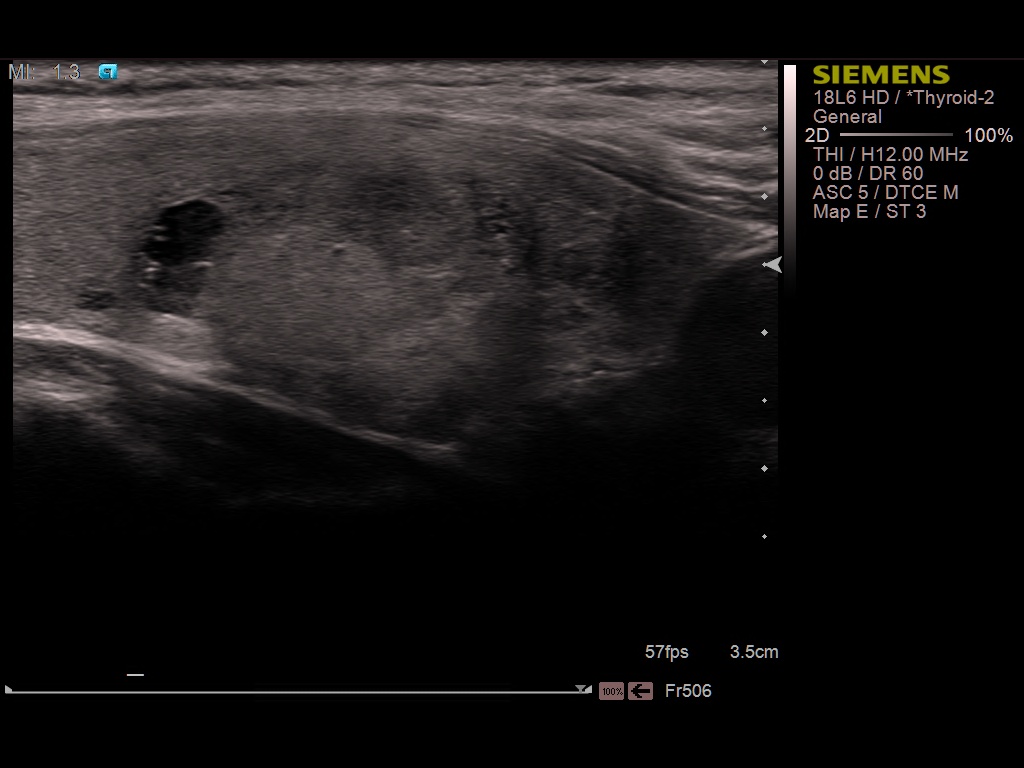 MI: 1.3
SIEMENS
18L6 HD / *Thyroid-2
General
2D 100%
THI / H12.00 MHz
0 dB / DR 60
ASC 5 / DTCE M
Map E / ST 3
57fps 3.5cm
100% Fr506